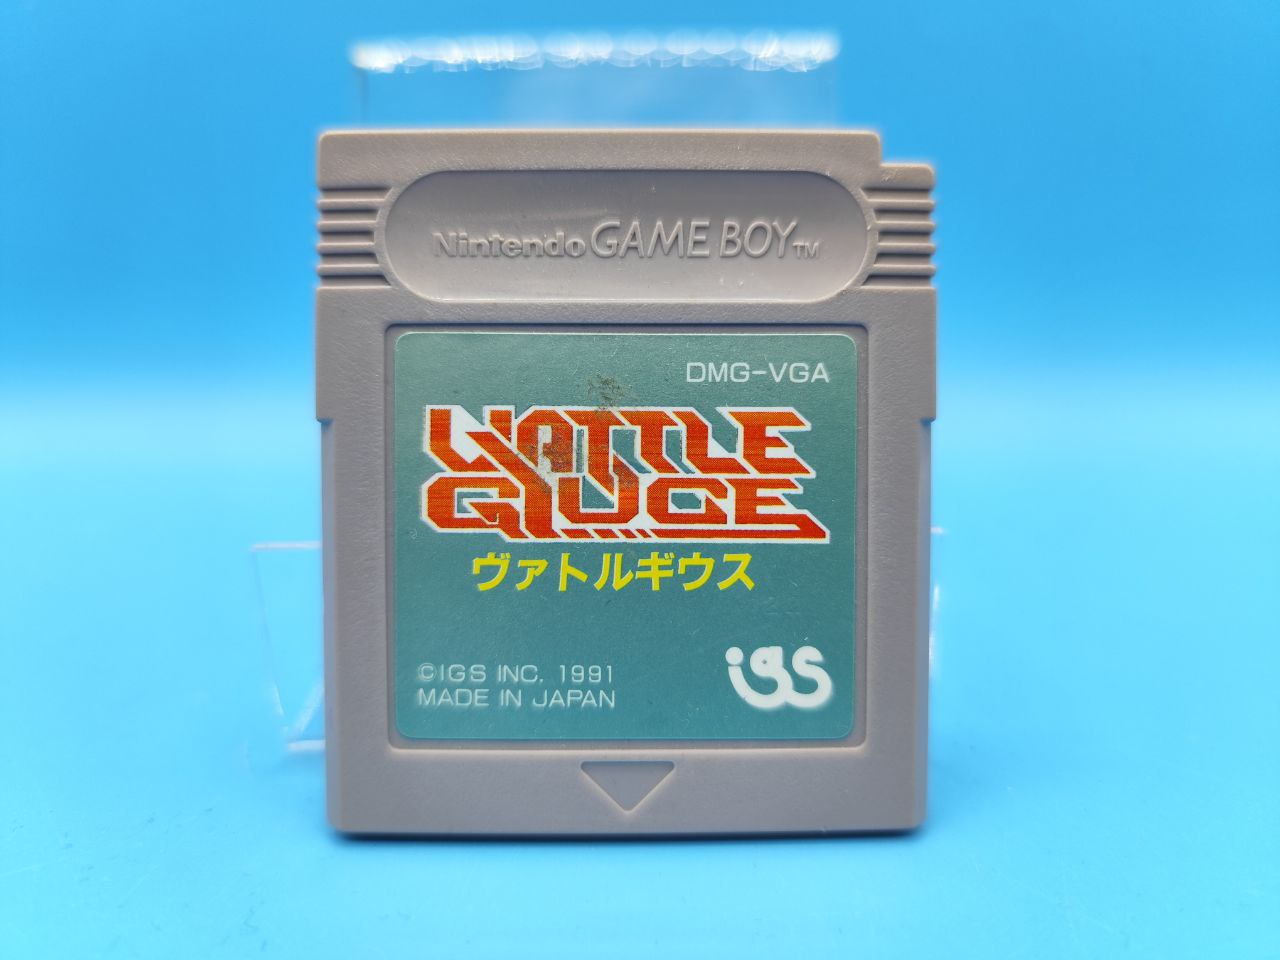 Nintendo GAME BOY™
DMG-VGA
VATTLE
GIUCE
ヴァトルギウス
©IGS INC. 1991
MADE IN JAPAN
igs